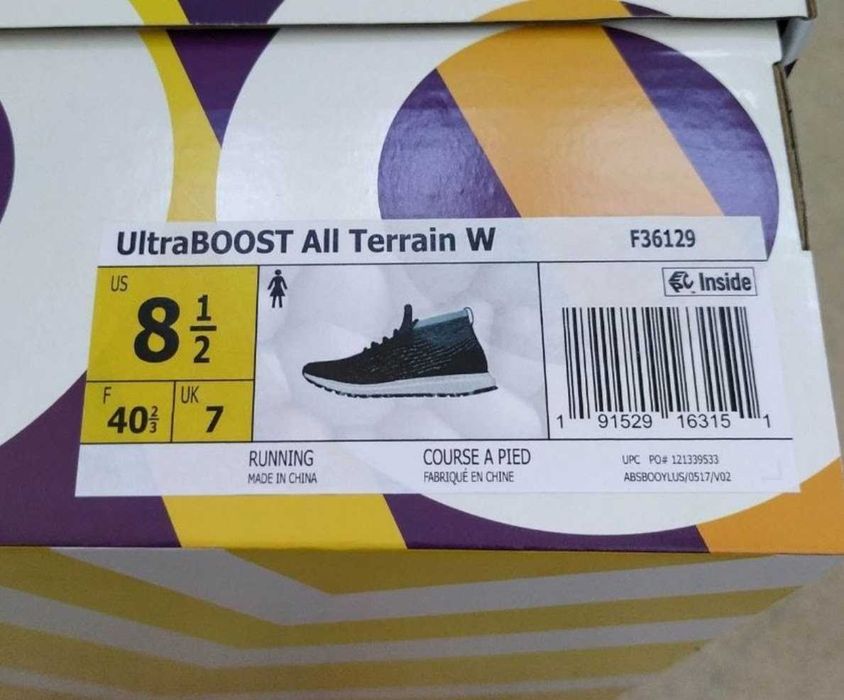 UltraBOOST All Terrain W F36129
US
8 1/2
Inside
F 40 2/3 UK 7
1 91529 16315 1
RUNNING COURSE A PIED UPC PO# 121339533
MADE IN CHINA FABRIQUÉ EN CHINE ABSBOOYLUS/0517/V02